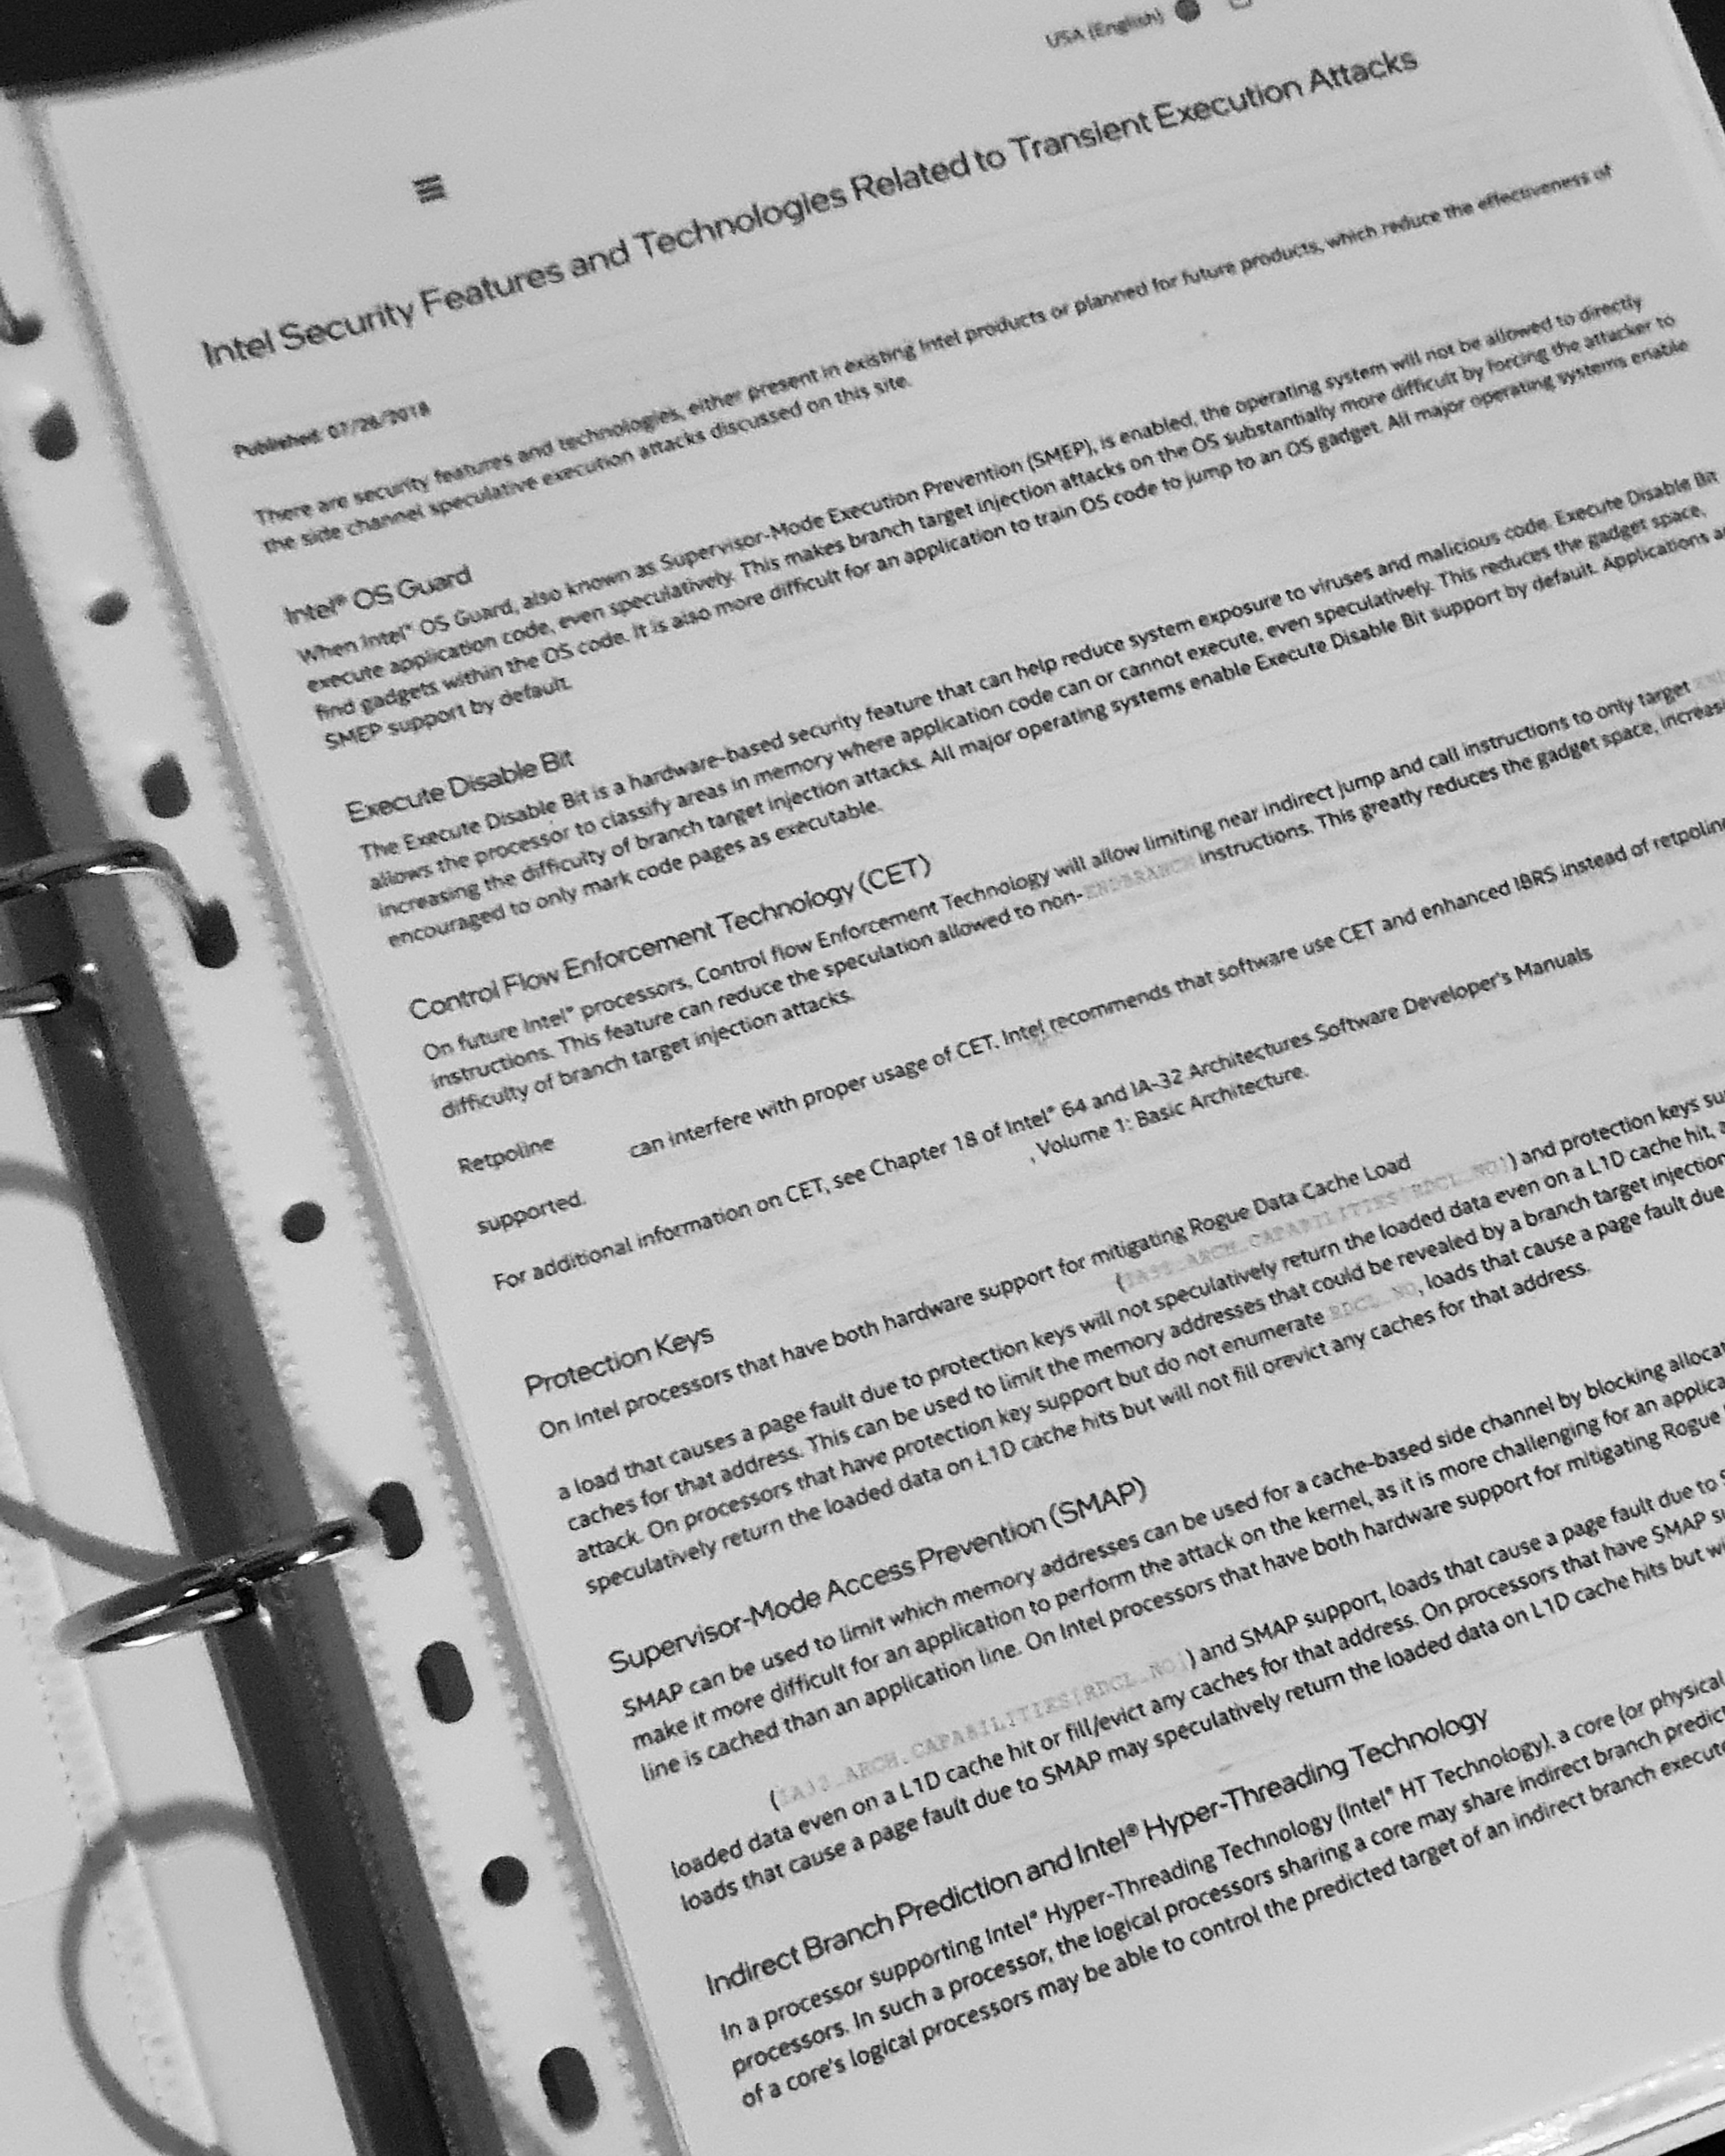 USA (English)
Intel Security Features and Technologies Related to Transient Execution Attacks
Published: 07/26/2018
There are security features and technologies, either present in existing Intel products or planned for future products, which reduce the effectiveness of
the side channel speculative execution attacks discussed on this site.
Intel® OS Guard
When Intel® OS Guard, also known as Supervisor-Mode Execution Prevention (SMEP), is enabled, the operating system will not be allowed to directly
execute application code, even speculatively. This makes branch target injection attacks on the OS substantially more difficult by forcing the attacker to
find gadgets within the OS code. It is also more difficult for an application to train OS code to jump to an OS gadget. All major operating systems enable
SMEP support by default.
Execute Disable Bit
The Execute Disable Bit is a hardware-based security feature that can help reduce system exposure to viruses and malicious code. Execute Disable Bit
allows the processor to classify areas in memory where application code can or cannot execute, even speculatively. This reduces the gadget space,
increasing the difficulty of branch target injection attacks. All major operating systems enable Execute Disable Bit support by default. Applications
encouraged to only mark code pages as executable.
Control Flow Enforcement Technology (CET)
On future Intel® processors, Control flow Enforcement Technology will allow limiting near indirect jump and call instructions to only target
instructions. This feature can reduce the speculation allowed to non-ENDBRANCH instructions. This greatly reduces the gadget space,
difficulty of branch target injection attacks.
Retpoline can interfere with proper usage of CET. Intel recommends that software use CET and enhanced IBRS instead of retpoline
supported.
For additional information on CET, see Chapter 18 of Intel® 64 and IA-32 Architectures Software Developer's Manuals
, Volume 1: Basic Architecture.
Protection Keys
On Intel processors that have both hardware support for mitigating Rogue Data Cache Load
(IA32_ARCH_CAPABILITIES[RDCL_NO]) and protection keys
a load that causes a page fault due to protection keys will not speculatively return the loaded data even on a L1D cache hit,
caches for that address. This can be used to limit the memory addresses that could be revealed by a branch target injection
attack. On processors that have protection key support but do not enumerate RDCL_NO, loads that cause a page fault due
speculatively return the loaded data on L1D cache hits but will not fill orevict any caches for that address.
Supervisor-Mode Access Prevention (SMAP)
SMAP can be used to limit which memory addresses can be used for a cache-based side channel by blocking
make it more difficult for an application to perform the attack on the kernel, as it is more challenging for an
line is cached than an application line. On Intel processors that have both hardware support for mitigating Rogue
(IA32_ARCH_CAPABILITIES[RDCL_NO]) and SMAP support, loads that cause a page fault due to
loaded data even on a L1D cache hit or fill/evict any caches for that address. On processors that have SMAP
loads that cause a page fault due to SMAP may speculatively return the loaded data on L1D cache hits but
Indirect Branch Prediction and Intel® Hyper-Threading Technology
In a processor supporting Intel® Hyper-Threading Technology (Intel® HT Technology), a core (or physical
processors. In such a processor, the logical processors sharing a core may share indirect branch
of a core's logical processors may be able to control the predicted target of an indirect branch